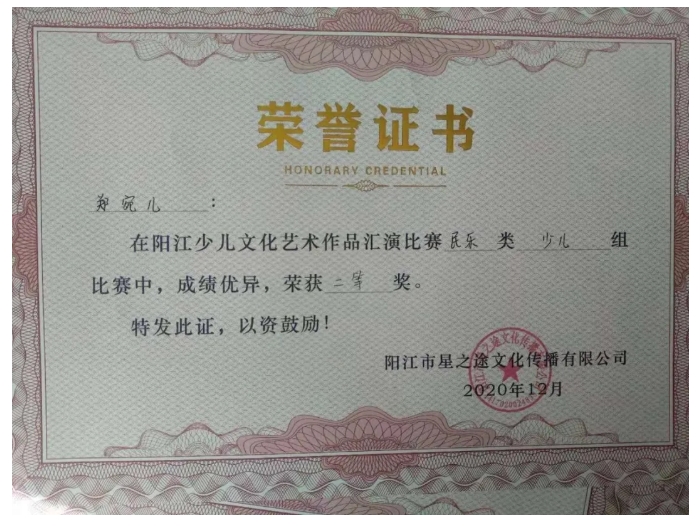 荣誉证书
HONORARY CREDENTIAL
郑宛儿：
在阳江少儿文化艺术作品汇演比赛民乐类少儿组
比赛中，成绩优异，荣获二等奖。
特发此证，以资鼓励！
阳江市星之途文化传播有限公司
2020年12月